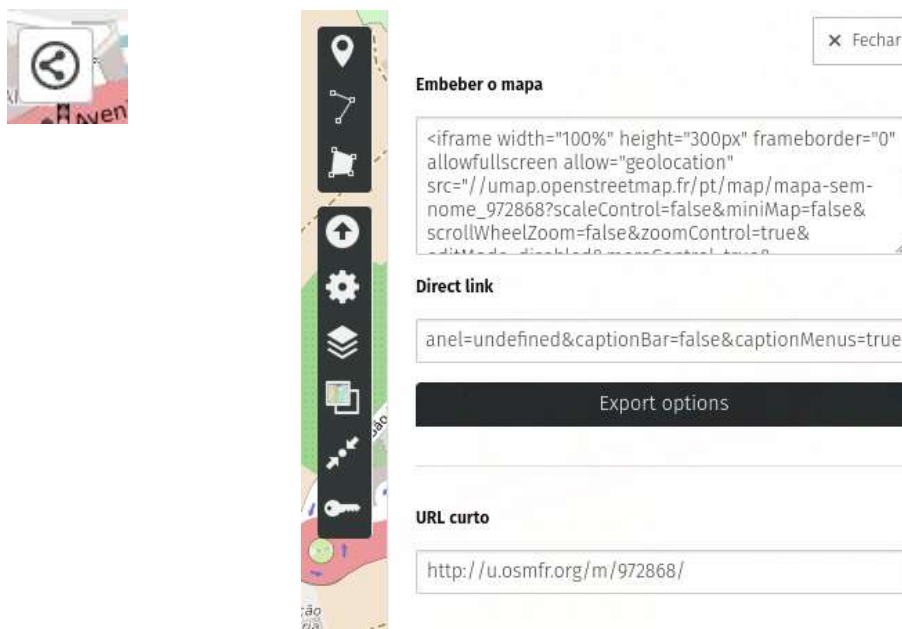 Aven
× Fechar
Embeber o mapa
<iframe width="100%" height="300px" frameborder="0"
allowfullscreen allow="geolocation"
src="//umap.openstreetmap.fr/pt/map/mapa-sem-
nome_972868?scaleControl=false&miniMap=false&
scrollWheelZoom=false&zoomControl=true&
Direct link
anel=undefined&captionBar=false&captionMenus=true
Export options
URL curto
http://u.osmfr.org/m/972868/
ão